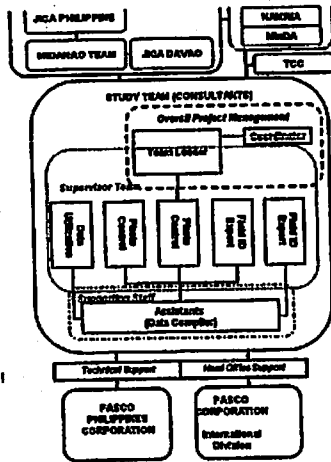 JICA PHILIPPINE
NAMRIA
MinDA
MINDANAO TEAM
JICA DAVAO
TCC
STUDY TEAM (CONSULTANTS)
Overall Project Management
Coordinator
Team Leader
Supervisor Team
Data Utilization
Photo Control
Photo Control
Field ID Expert
Field ID Expert
Supporting Staff
Assistants
(Data Compiler)
Technical Support
Head Office Support
PASCO
PHILIPPINES
CORPORATION
PASCO
CORPORATION
International
Division